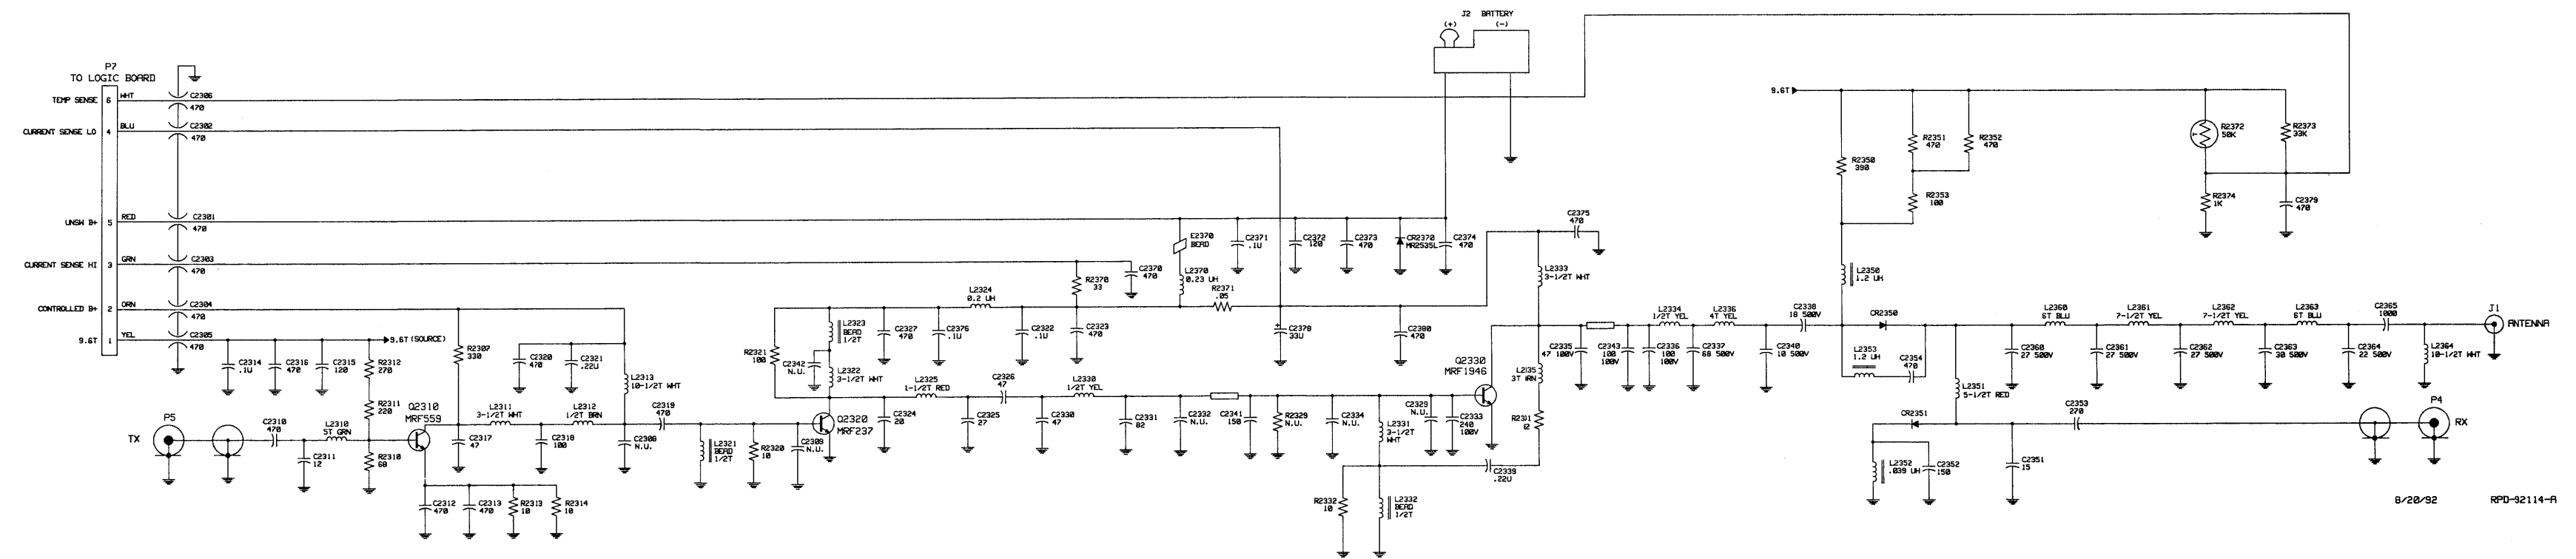 J2 BATTERY
(+) (-)
P7
TO LOGIC BOARD
TEMP SENSE 6 WHT
C2306
470
CURRENT SENSE LO 4 BLU
C2302
470
UNSW B+ 5 RED
C2301
470
CURRENT SENSE HI 3 GRN
C2303
470
CONTROLLED B+ 2 ORN
C2304
470
9.6T 1 YEL
C2305
470
9.6T (SOURCE)
C2314
.1U
C2316
470
C2315
120
R2312
270
R2311
220
R2307
330
C2320
470
C2321
.22U
L2313
10-1/2T WHT
P5
TX
C2310
470
C2311
12
L2310
5T GRN
R2310
68
Q2310
MRF559
C2312
470
C2313
470
R2313
10
R2314
10
C2317
47
L2311
3-1/2T WHT
C2318
100
L2312
1/2T BRN
C2308
N.U.
C2319
470
L2321
BEAD
1/2T
R2320
10
C2309
N.U.
Q2320
MRF237
R2321
100
C2342
N.U.
L2323
BEAD
1/2T
L2322
3-1/2T WHT
C2327
470
C2376
.1U
L2324
0.2 UH
C2322
.1U
C2323
470
R2370
33
C2370
470
E2370
BEAD
L2370
0.23 UH
R2371
.05
C2371
.1U
C2372
120
C2373
470
CR2370
MR2535L
C2374
470
C2378
33U
C2380
470
C2375
470
L2333
3-1/2T WHT
C2324
20
L2325
1-1/2T RED
C2325
27
C2326
47
C2330
47
L2330
1/2T YEL
C2331
82
C2332
N.U.
C2341
150
R2329
N.U.
C2334
N.U.
L2331
3-1/2T
WHT
C2329
N.U.
C2333
240
100V
Q2330
MRF1946
R2332
10
L2332
BEAD
1/2T
C2339
.22U
C2335
47 100V
C2343
100
100V
C2336
100
100V
L2334
1/2T YEL
C2337
68 500V
L2336
4T YEL
C2338
18 500V
C2340
10 500V
9.6T
R2350
390
R2351
470
R2352
470
R2353
100
L2350
1.2 UH
CR2350
L2353
1.2 UH
C2354
470
L2351
5-1/2T RED
CR2351
L2352
.039 UH
C2352
150
C2351
15
C2353
270
R2372
50K
R2373
33K
R2374
1K
C2379
470
L2360
6T BLU
C2360
27 500V
L2361
7-1/2T YEL
C2361
27 500V
L2362
7-1/2T YEL
C2362
27 500V
L2363
6T BLU
C2363
30 500V
C2365
1000
C2364
22 500V
L2364
10-1/2T WHT
J1
ANTENNA
P4
RX
8/20/92 RPD-92114-A